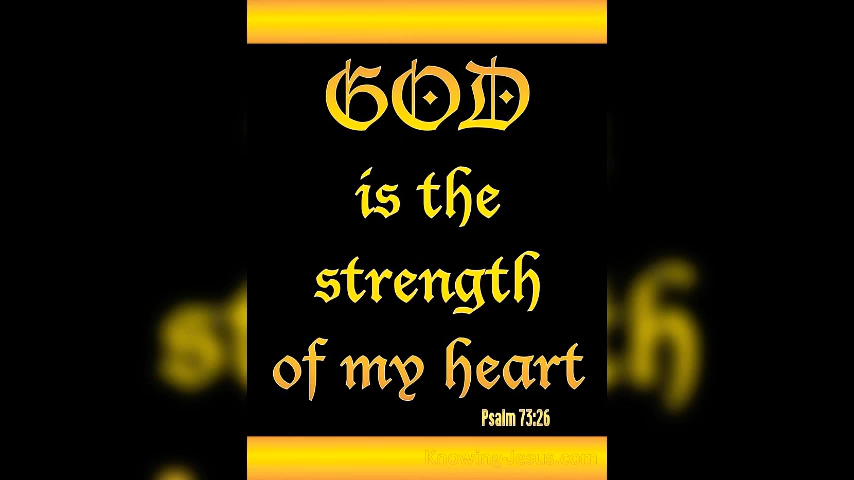 GOD
is the
strength
of my heart
Psalm 73:26
Knowing-Jesus.com